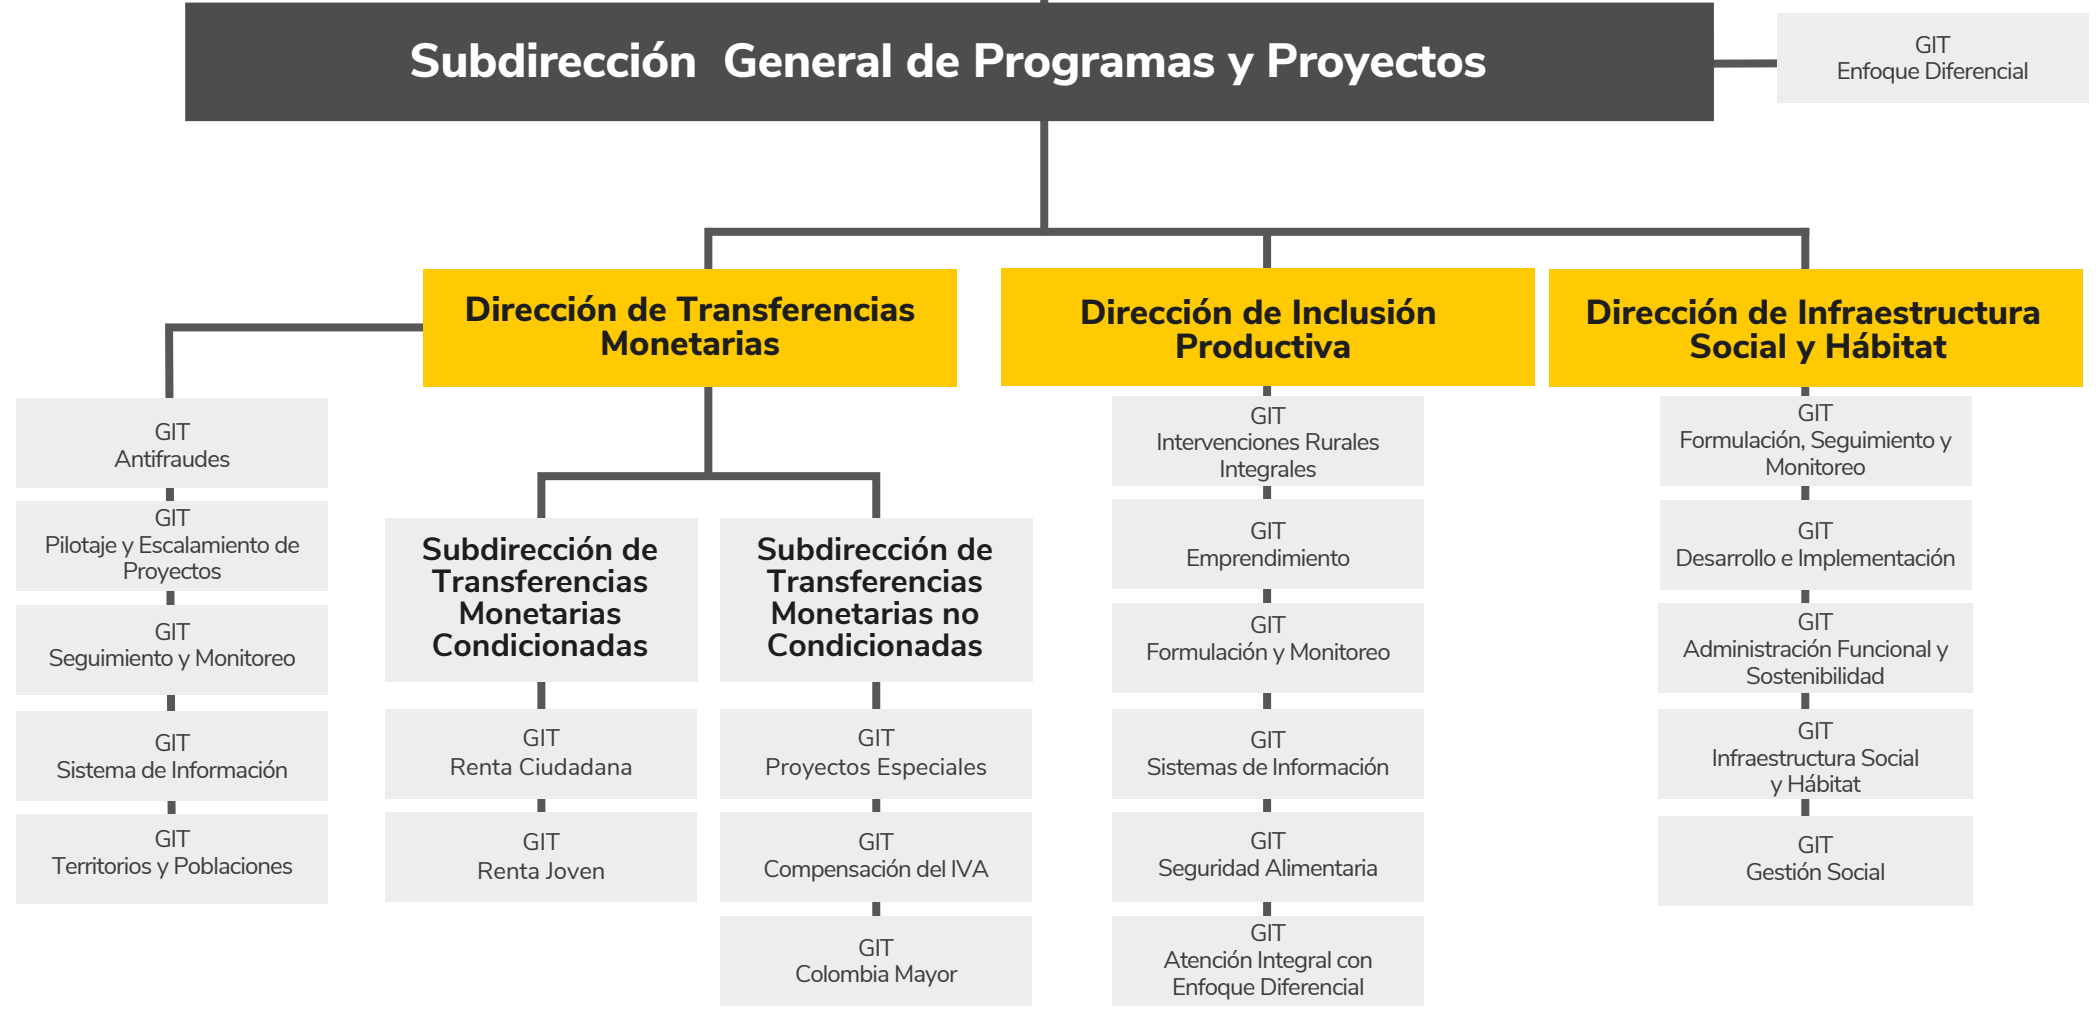 Subdirección General de Programas y Proyectos
GIT
Enfoque Diferencial
Dirección de Transferencias
Monetarias
Dirección de Inclusión
Productiva
Dirección de Infraestructura
Social y Hábitat
GIT
Antifraudes
GIT
Pilotaje y Escalamiento de
Proyectos
GIT
Seguimiento y Monitoreo
GIT
Sistema de Información
GIT
Territorios y Poblaciones
Subdirección de
Transferencias
Monetarias
Condicionadas
GIT
Renta Ciudadana
GIT
Renta Joven
Subdirección de
Transferencias
Monetarias no
Condicionadas
GIT
Proyectos Especiales
GIT
Compensación del IVA
GIT
Colombia Mayor
GIT
Intervenciones Rurales
Integrales
GIT
Emprendimiento
GIT
Formulación y Monitoreo
GIT
Sistemas de Información
GIT
Seguridad Alimentaria
GIT
Atención Integral con
Enfoque Diferencial
GIT
Formulación, Seguimiento y
Monitoreo
GIT
Desarrollo e Implementación
GIT
Administración Funcional y
Sostenibilidad
GIT
Infraestructura Social
y Hábitat
GIT
Gestión Social